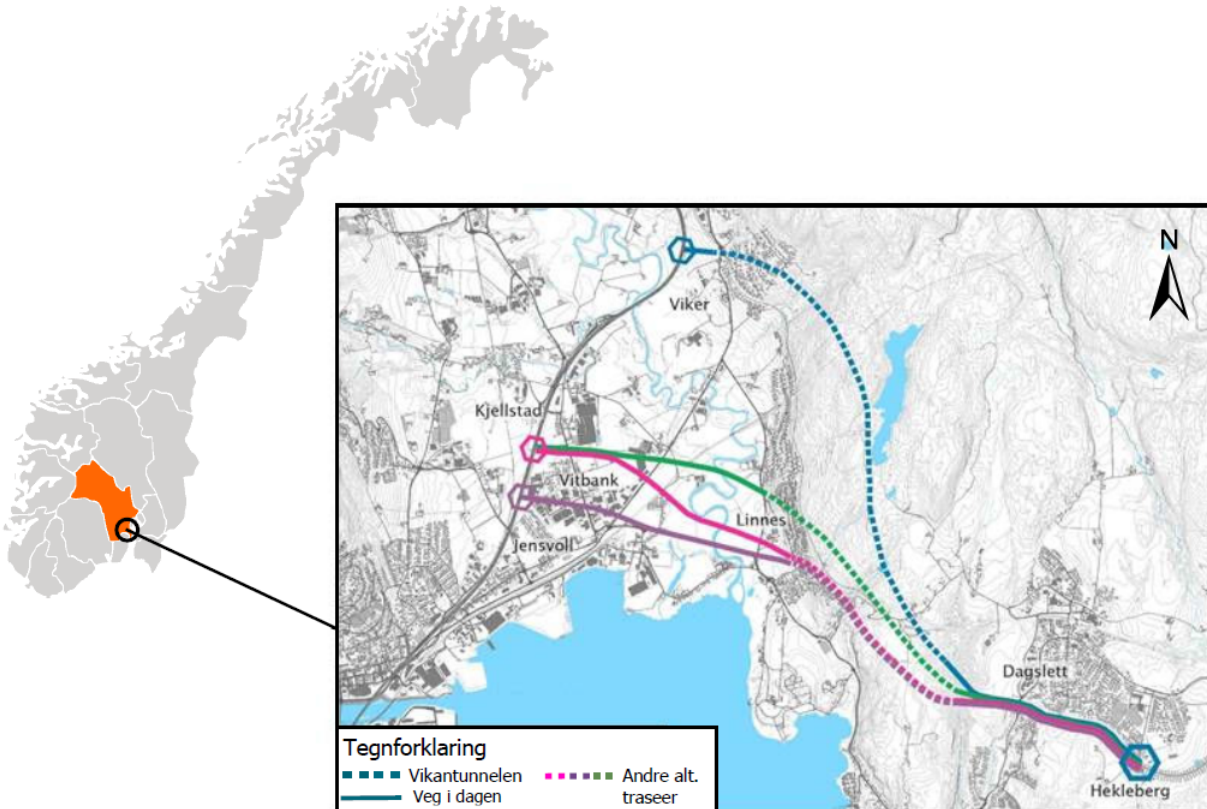 N
Viker
Kjellstad
Vitbank
Linnes
Jensvoll
Dagslett
Hekleberg
Tegnforklaring
Vikantunnelen
Andre alt.
Veg i dagen
traseer